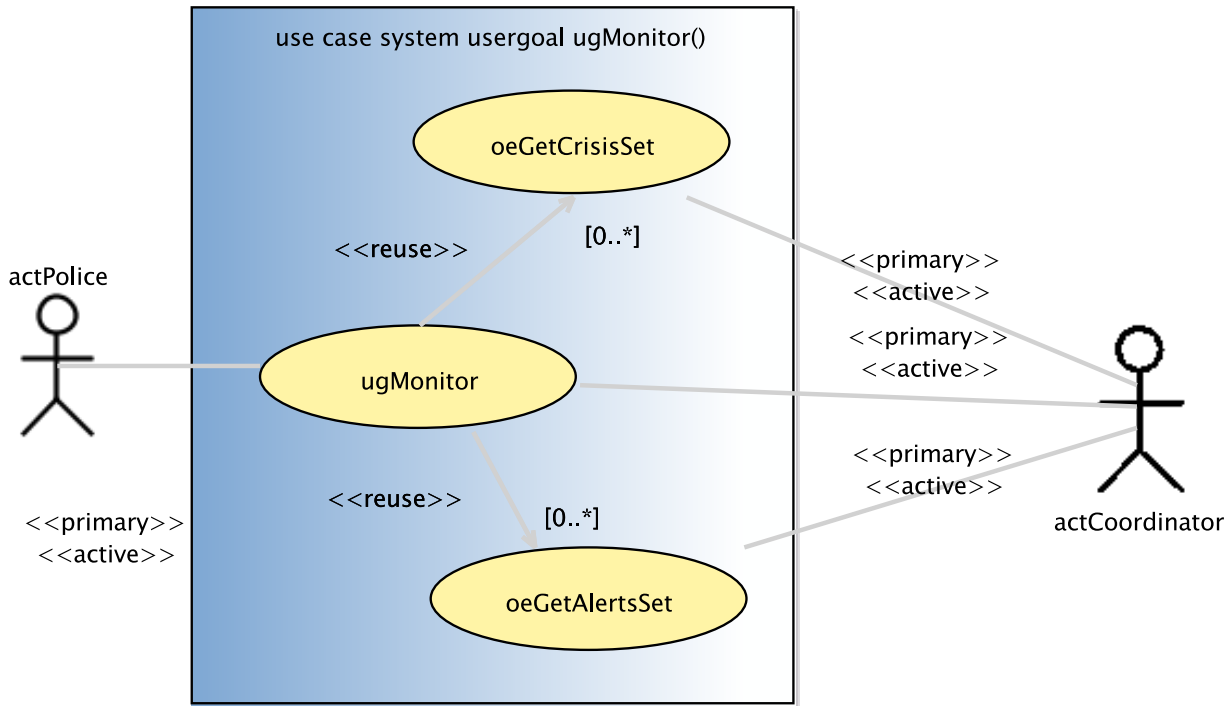 use case system usergoal ugMonitor()
oeGetCrisisSet
<<reuse>>
[0..*]
<<primary>>
<<active>>
actPolice
<<primary>>
<<active>>
ugMonitor
<<primary>>
<<active>>
<<reuse>>
[0..*]
<<primary>>
<<active>>
actCoordinator
oeGetAlertsSet